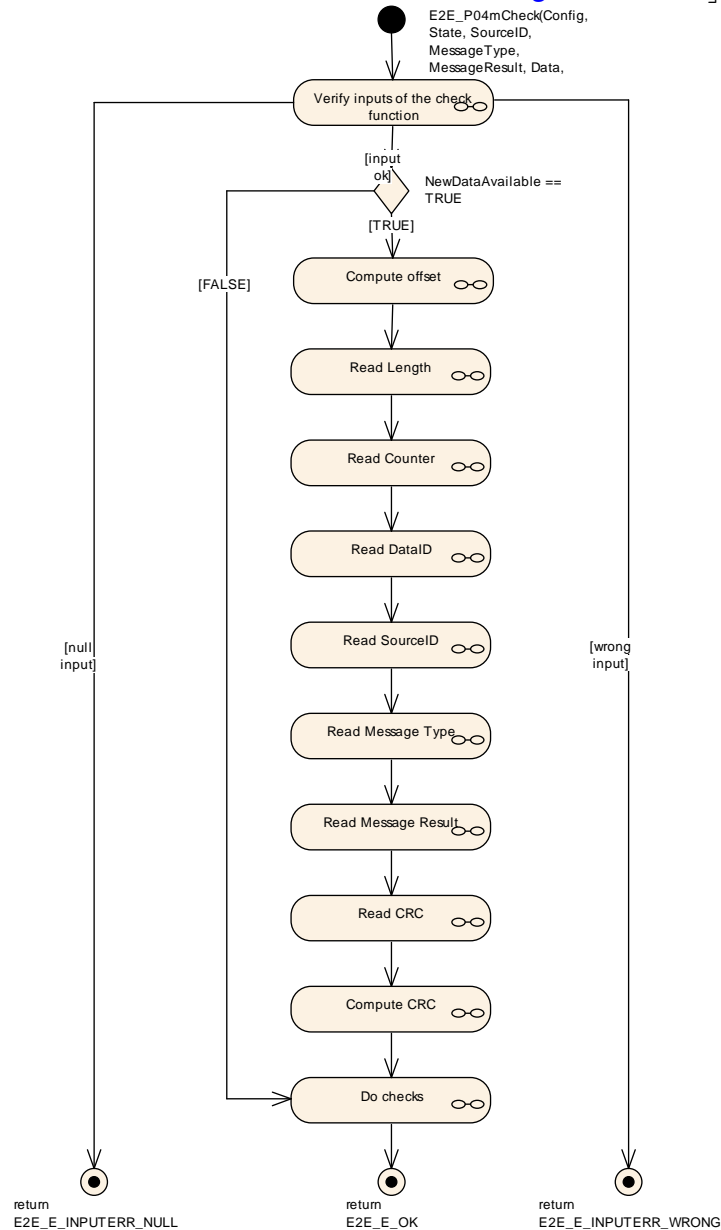 E2E_P04mCheck(Config,
State, SourceID,
MessageType,
MessageResult, Data,
Verify inputs of the check
function
[input
ok]
NewDataAvailable ==
TRUE
[TRUE]
[FALSE]
Compute offset
Read Length
Read Counter
Read DataID
Read SourceID
[null
input]
[wrong
input]
Read Message Type
Read Message Result
Read CRC
Compute CRC
Do checks
return
E2E_E_INPUTERR_NULL
return
E2E_E_OK
return
E2E_E_INPUTERR_WRONG